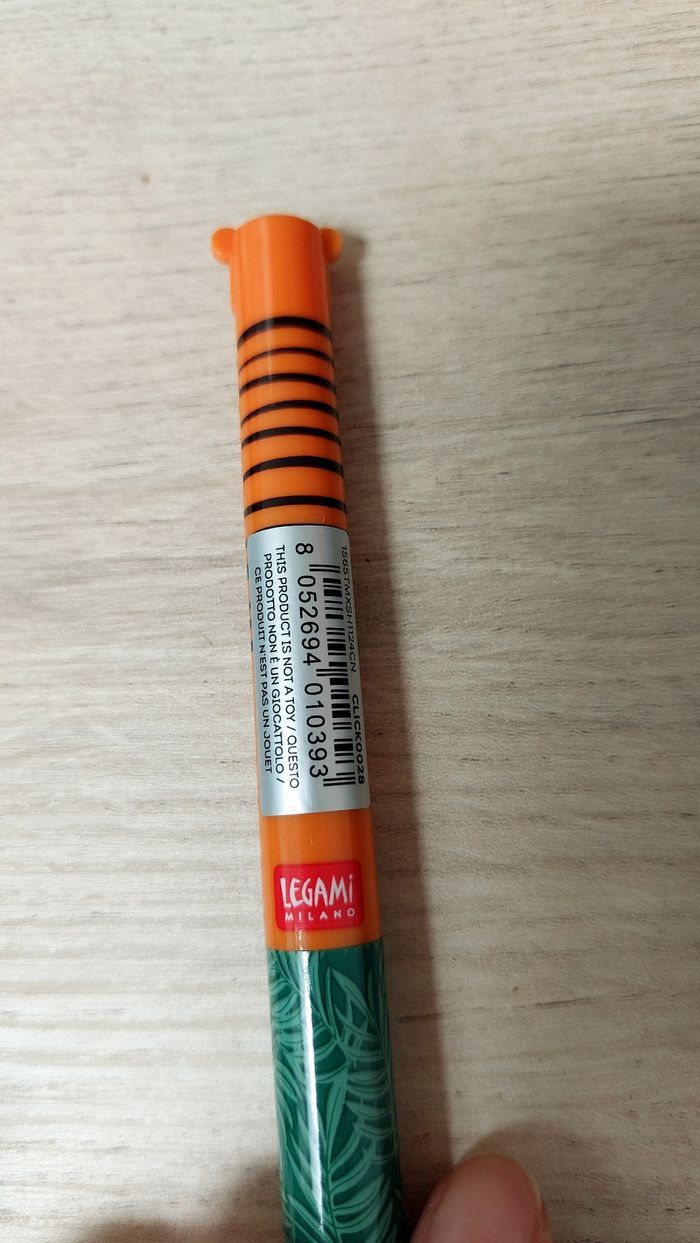 1565TMXSH1124CN CLICK0028
8 052694 010393
THIS PRODUCT IS NOT A TOY / QUESTO
PRODOTTO NON È UN GIOCATTOLO /
CE PRODUIT N'EST PAS UN JOUET
LEGAMI
MILANO